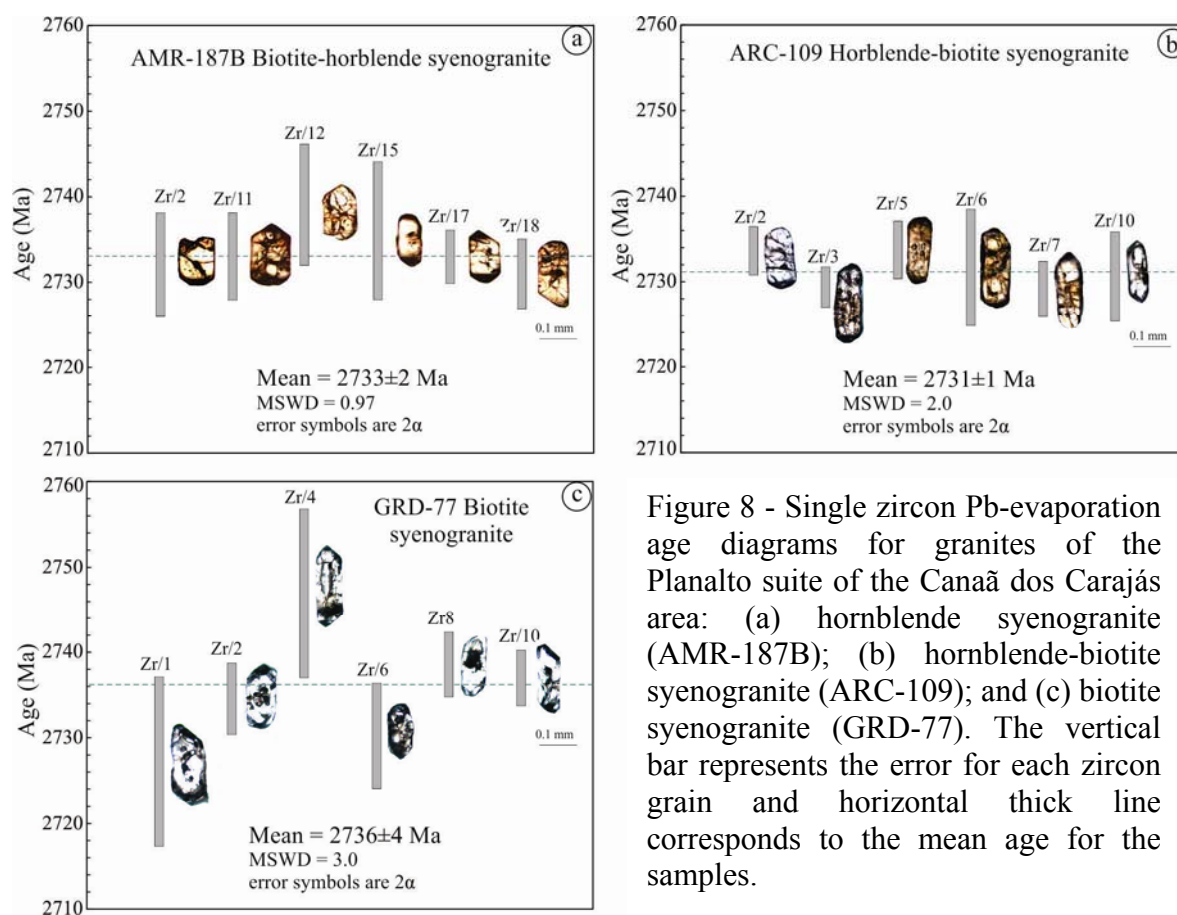 2760
2750
2740
2730
2720
2710
Age (Ma)
AMR-187B Biotite-horblende syenogranite
a
Zr/2
Zr/11
Zr/12
Zr/15
Zr/17
Zr/18
0.1 mm
Mean = 2733±2 Ma
MSWD = 0.97
error symbols are 2α
2760
2750
2740
2730
2720
2710
Age (Ma)
ARC-109 Horblende-biotite syenogranite
b
Zr/2
Zr/3
Zr/5
Zr/6
Zr/7
Zr/10
0.1 mm
Mean = 2731±1 Ma
MSWD = 2.0
error symbols are 2α
2760
2750
2740
2730
2720
2710
Age (Ma)
GRD-77 Biotite
syenogranite
c
Zr/1
Zr/2
Zr/4
Zr/6
Zr8
Zr/10
0.1 mm
Mean = 2736±4 Ma
MSWD = 3.0
error symbols are 2α
Figure 8 - Single zircon Pb-evaporation
age diagrams for granites of the
Planalto suite of the Canaã dos Carajás
area: (a) hornblende syenogranite
(AMR-187B); (b) hornblende-biotite
syenogranite (ARC-109); and (c) biotite
syenogranite (GRD-77). The vertical
bar represents the error for each zircon
grain and horizontal thick line
corresponds to the mean age for the
samples.